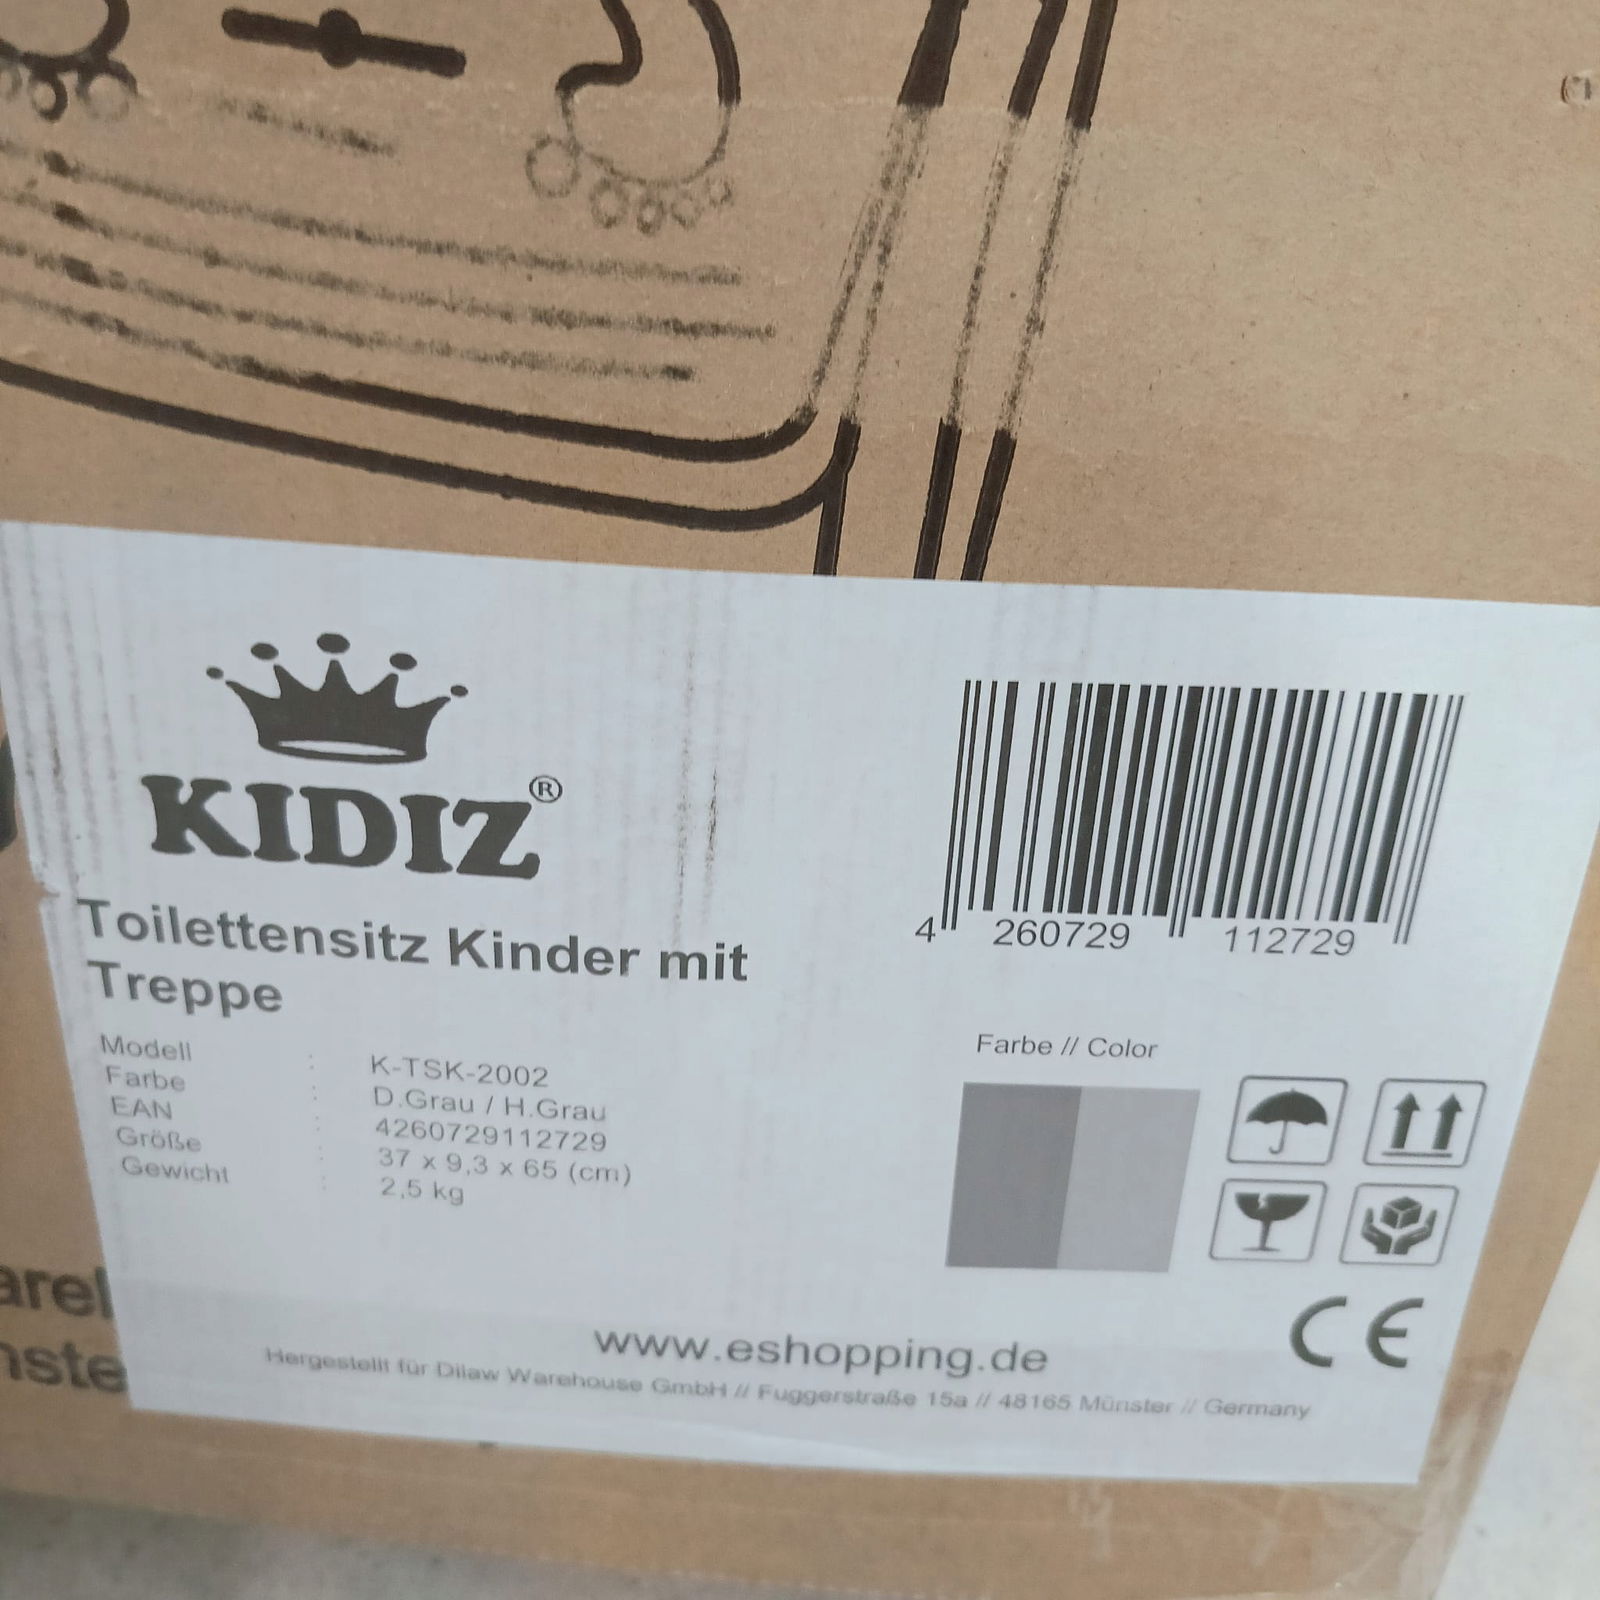 KIDIZ®
Toilettensitz Kinder mit
Treppe
Modell : K-TSK-2002
Farbe : D.Grau / H.Grau
EAN : 4260729112729
Größe : 37 x 9,3 x 65 (cm)
Gewicht : 2,5 kg
4 260729 112729
Farbe // Color
CE
www.eshopping.de
Hergestellt für Dilaw Warehouse GmbH // Fuggerstraße 15a // 48165 Münster // Germany